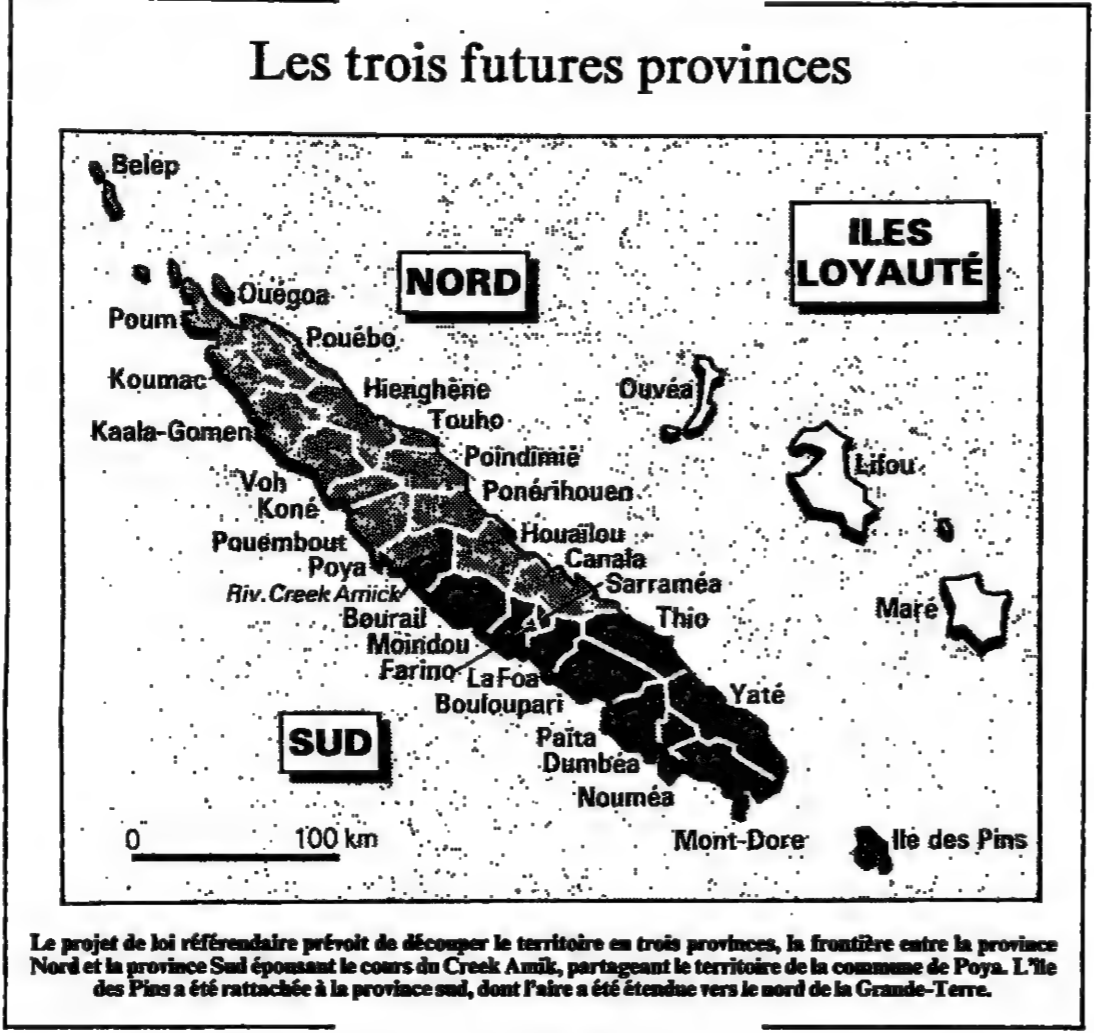 Les trois futures provinces
Belep
ILES
LOYAUTÉ
NORD
Ouégoa
Poum
Pouébo
Koumac
Hienghène
Ouvéa
Touho
Kaala-Gomen
Poindimié
Lifou
Voh
Ponérihouen
Koné
Houaïlou
Pouembout
Canala
Poya
Sarraméa
Riv. Creek Amick
Maré
Bourail
Thio
Moindou
Farino
La Foa
Yaté
Bouloupari
SUD
Païta
Dumbéa
Nouméa
0 100 km
Mont-Dore
Ile des Pins
Le projet de loi référendaire prévoit de découper le territoire en trois provinces, la frontière entre la province
Nord et la province Sud épousant le cours du Creek Amik, partageant le territoire de la commune de Poya. L'île
des Pins a été rattachée à la province sud, dont l'aire a été étendue vers le nord de la Grande-Terre.